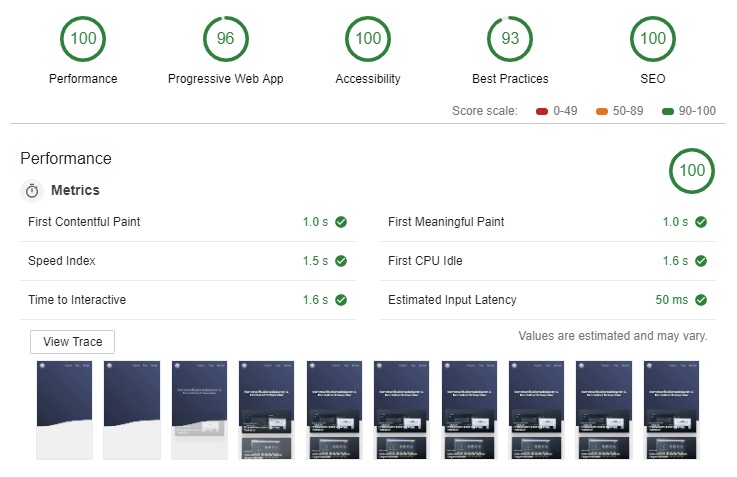 100 96 100 93 100
Performance Progressive Web App Accessibility Best Practices SEO
Score scale: 0-49 50-89 90-100
Performance 100
Metrics
First Contentful Paint 1.0 s First Meaningful Paint 1.0 s
Speed Index 1.5 s First CPU Idle 1.6 s
Time to Interactive 1.6 s Estimated Input Latency 50 ms
View Trace Values are estimated and may vary.